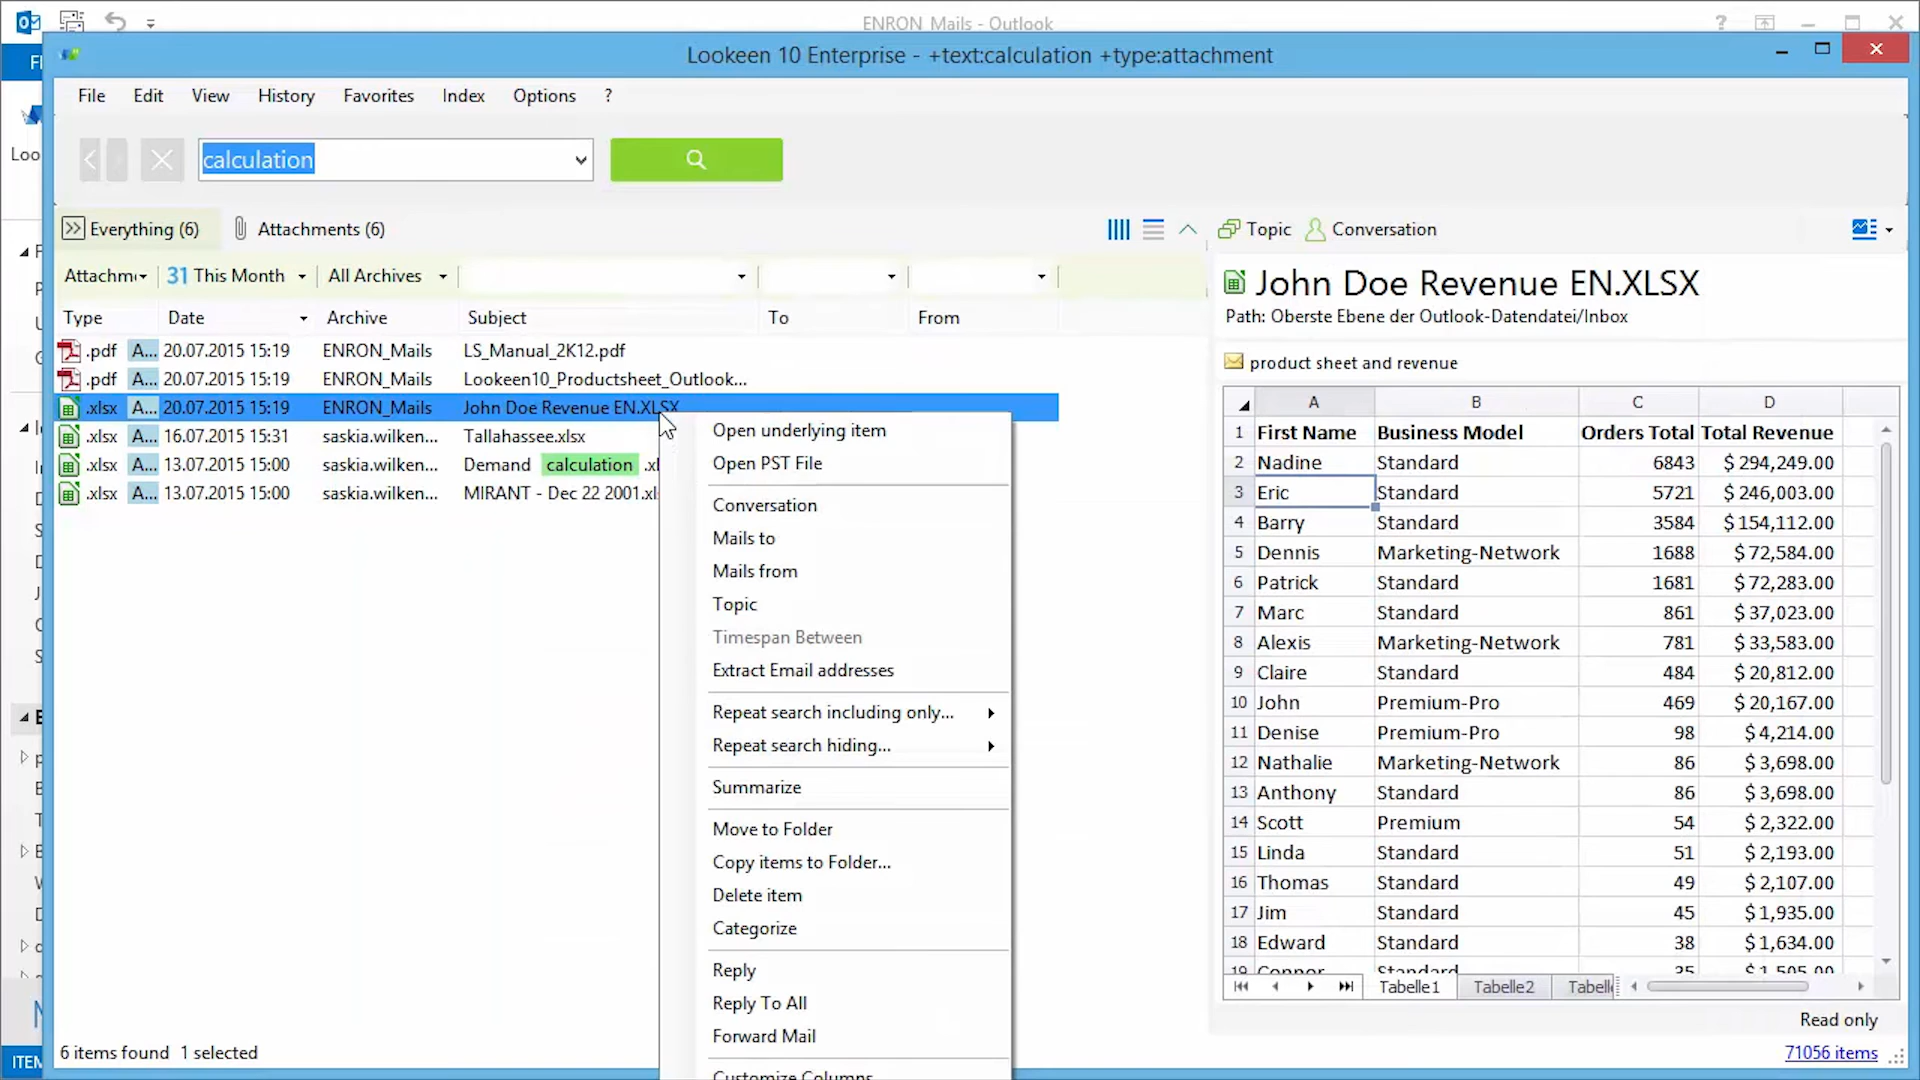 ENRON_Mails - Outlook
?
Lookeen 10 Enterprise - +text:calculation +type:attachment
File Edit View History Favorites Index Options ?
calculation
Everything (6) Attachments (6)
31 This Month All Archives
Type Date Archive Subject To From
.pdf A... 20.07.2015 15:19 ENRON_Mails LS_Manual_2K12.pdf
.pdf A... 20.07.2015 15:19 ENRON_Mails Lookeen10_Productsheet_Outlook...
.xlsx A... 20.07.2015 15:19 ENRON_Mails John Doe Revenue EN.XLSX
.xlsx A... 16.07.2015 15:31 saskia.wilken... Tallahassee.xlsx
.xlsx A... 13.07.2015 15:00 saskia.wilken... Demand calculation
.xlsx A... 13.07.2015 15:00 saskia.wilken... MIRANT - Dec 22 2001.xl
Open underlying item
Open PST File
Conversation
Mails to
Mails from
Topic
Timespan Between
Extract Email addresses
Repeat search including only...
Repeat search hiding...
Summarize
Move to Folder
Copy items to Folder...
Delete item
Categorize
Reply
Reply To All
Forward Mail
Customize Columns
Topic Conversation
John Doe Revenue EN.XLSX
Path: Oberste Ebene der Outlook-Datendatei/Inbox
product sheet and revenue
A B C D
1 First Name Business Model Orders Total Total Revenue
2 Nadine Standard 6843 $ 294,249.00
3 Eric Standard 5721 $ 246,003.00
4 Barry Standard 3584 $ 154,112.00
5 Dennis Marketing-Network 1688 $ 72,584.00
6 Patrick Standard 1681 $ 72,283.00
7 Marc Standard 861 $ 37,023.00
8 Alexis Marketing-Network 781 $ 33,583.00
9 Claire Standard 484 $ 20,812.00
10 John Premium-Pro 469 $ 20,167.00
11 Denise Premium-Pro 98 $ 4,214.00
12 Nathalie Marketing-Network 86 $ 3,698.00
13 Anthony Standard 86 $ 3,698.00
14 Scott Premium 54 $ 2,322.00
15 Linda Standard 51 $ 2,193.00
16 Thomas Standard 49 $ 2,107.00
17 Jim Standard 45 $ 1,935.00
18 Edward Standard 38 $ 1,634.00
19 Connor Standard 35 $ 1,505.00
Tabelle1 Tabelle2 Tabell
Read only
6 items found 1 selected
71056 items